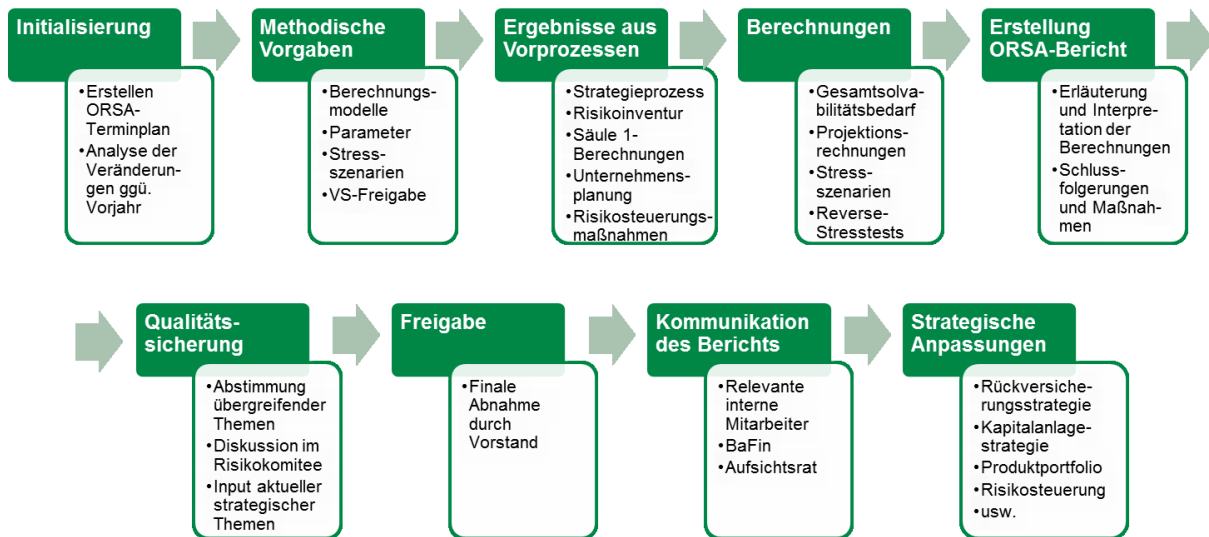 Initialisierung
• Erstellen
ORSA-
Terminplan
• Analyse der
Veränderun-
gen ggü.
Vorjahr
Methodische
Vorgaben
• Berechnungs-
modelle
• Parameter
• Stress-
szenarien
• VS-Freigabe
Ergebnisse aus
Vorprozessen
• Strategieprozess
• Risikoinventur
• Säule 1-
Berechnungen
• Unternehmens-
planung
• Risikosteuerungs-
maßnahmen
Berechnungen
• Gesamtsolva-
bilitätsbedarf
• Projektions-
rechnungen
• Stress-
szenarien
• Reverse-
Stresstests
Erstellung
ORSA-Bericht
• Erläuterung
und Interpre-
tation der
Berechnungen
• Schluss-
folgerungen
und Maßnah-
men
Qualitäts-
sicherung
• Abstimmung
übergreifender
Themen
• Diskussion im
Risikokomitee
• Input aktueller
strategischer
Themen
Freigabe
• Finale
Abnahme
durch
Vorstand
Kommunikation
des Berichts
• Relevante
interne
Mitarbeiter
• BaFin
• Aufsichtsrat
Strategische
Anpassungen
• Rückversiche-
rungsstrategie
• Kapitalanlage-
strategie
• Produktportfolio
• Risikosteuerung
• usw.